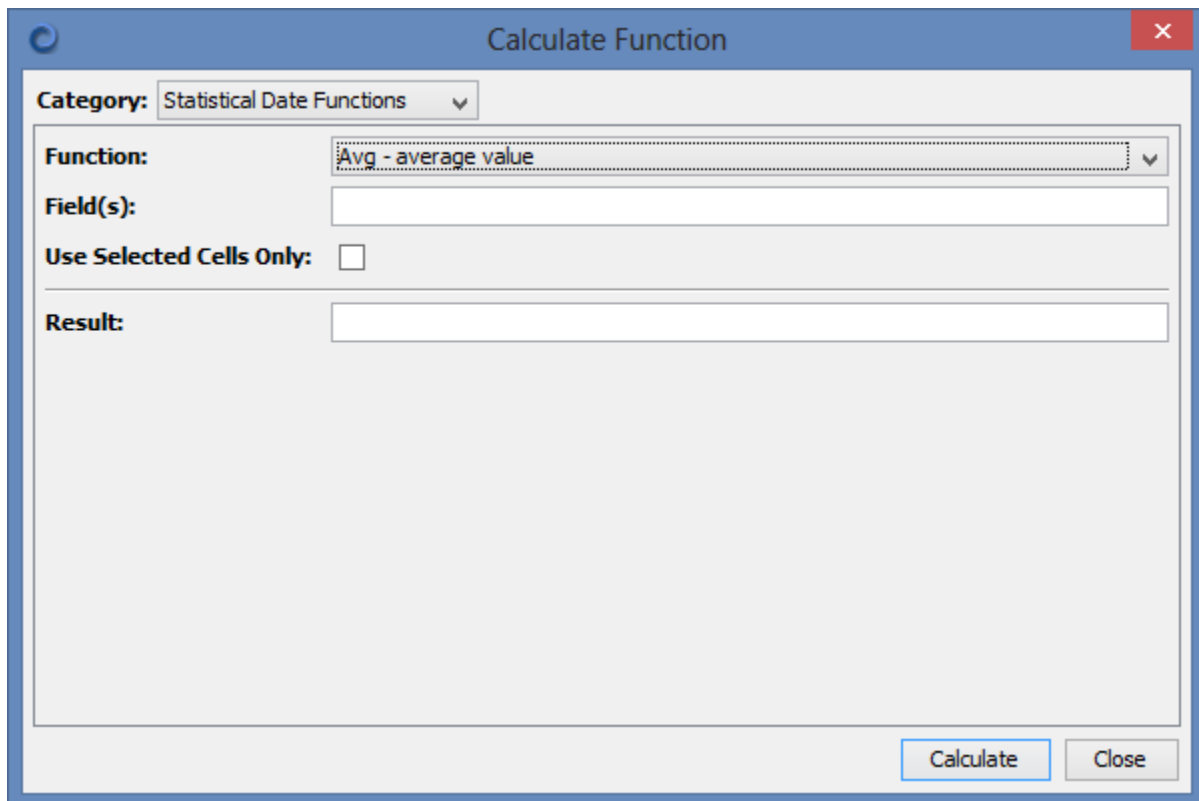 Calculate Function
Category: Statistical Date Functions
Function: Avg - average value
Field(s):
Use Selected Cells Only:
Result:
Calculate Close